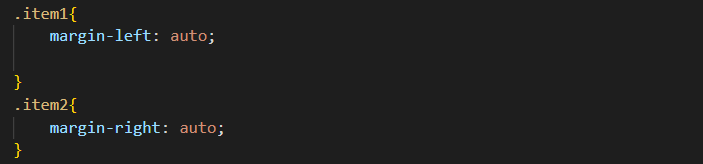 .item1{
margin-left: auto;
}
.item2{
margin-right: auto;
}